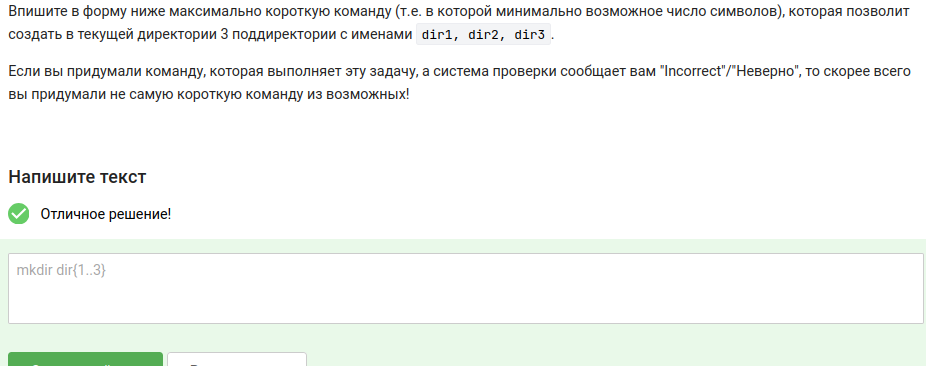 Впишите в форму ниже максимально короткую команду (т.е. в которой минимально возможное число символов), которая позволит
создать в текущей директории 3 поддиректории с именами dir1, dir2, dir3.
Если вы придумали команду, которая выполняет эту задачу, а система проверки сообщает вам "Incorrect"/"Неверно", то скорее всего
вы придумали не самую короткую команду из возможных!
Напишите текст
Отличное решение!
mkdir dir{1..3}